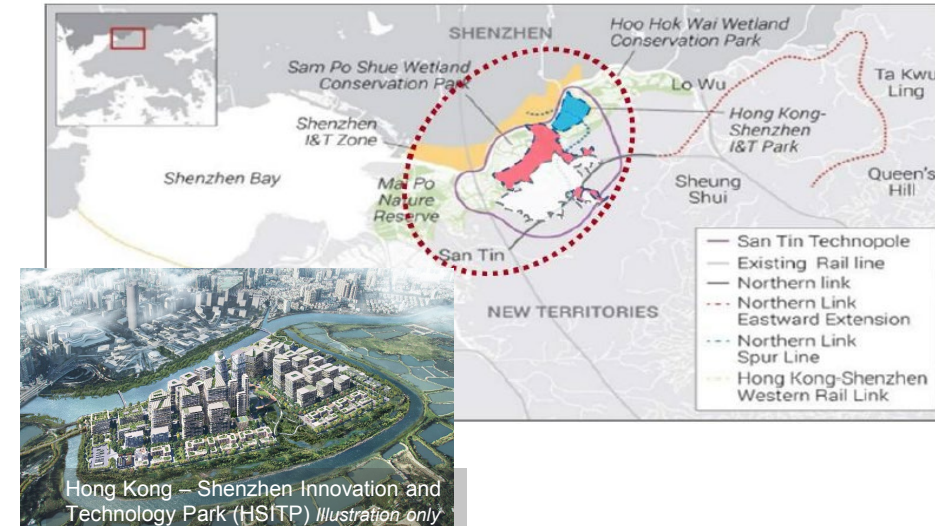 SHENZHEN
Hoo Hok Wai Wetland
Conservation Park
Sam Po Shue Wetland
Conservation Park
Lo Wu
Ta Kwu
Ling
Shenzhen
I&T Zone
Hong Kong-
Shenzhen
I&T Park
Shenzhen Bay
Mai Po
Nature
Reserve
Sheung
Shui
Queen's
Hill
San Tin
NEW TERRITORIES
San Tin Technopole
Existing Rail line
Northern link
Northern Link
Eastward Extension
Northern Link
Spur Line
Hong Kong-Shenzhen
Western Rail Link
Hong Kong – Shenzhen Innovation and
Technology Park (HSITP) Illustration only